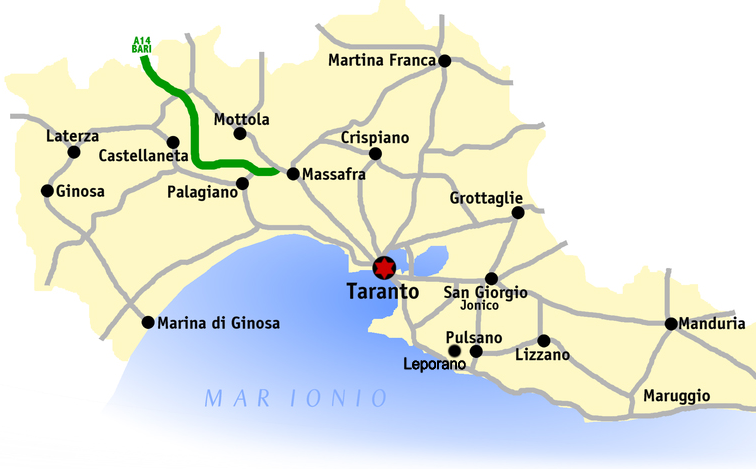 A14
BARI
Martina Franca
Mottola
Laterza
Crispiano
Castellaneta
Massafra
Ginosa
Palagiano
Grottaglie
Taranto
San Giorgio
Jonico
Marina di Ginosa
Manduria
Pulsano
Lizzano
Leporano
MAR IONIO
Maruggio